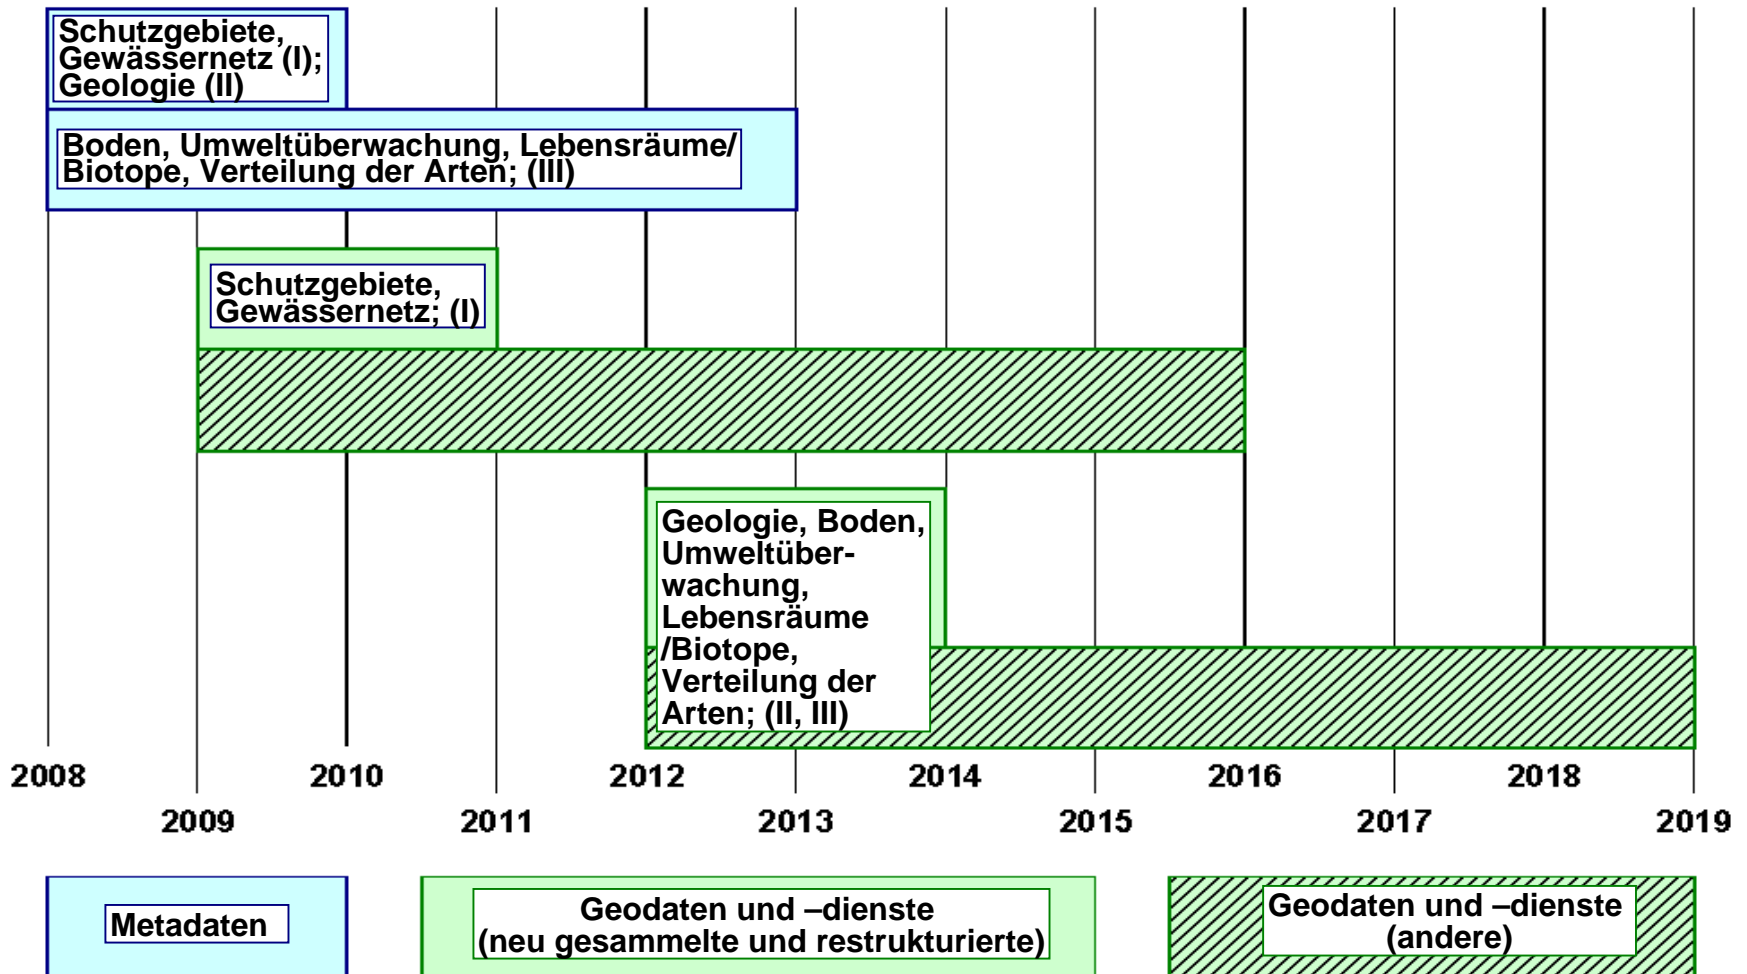 Schutzgebiete,
Gewässernetz (I);
Geologie (II)
Boden, Umweltüberwachung, Lebensräume/
Biotope, Verteilung der Arten; (III)
Schutzgebiete,
Gewässernetz; (I)
Geologie, Boden,
Umweltüber-
wachung,
Lebensräume
/Biotope,
Verteilung der
Arten; (II, III)
2008 2010 2012 2014 2016 2018
2009 2011 2013 2015 2017 2019
Metadaten
Geodaten und –dienste
(neu gesammelte und restrukturierte)
Geodaten und –dienste
(andere)